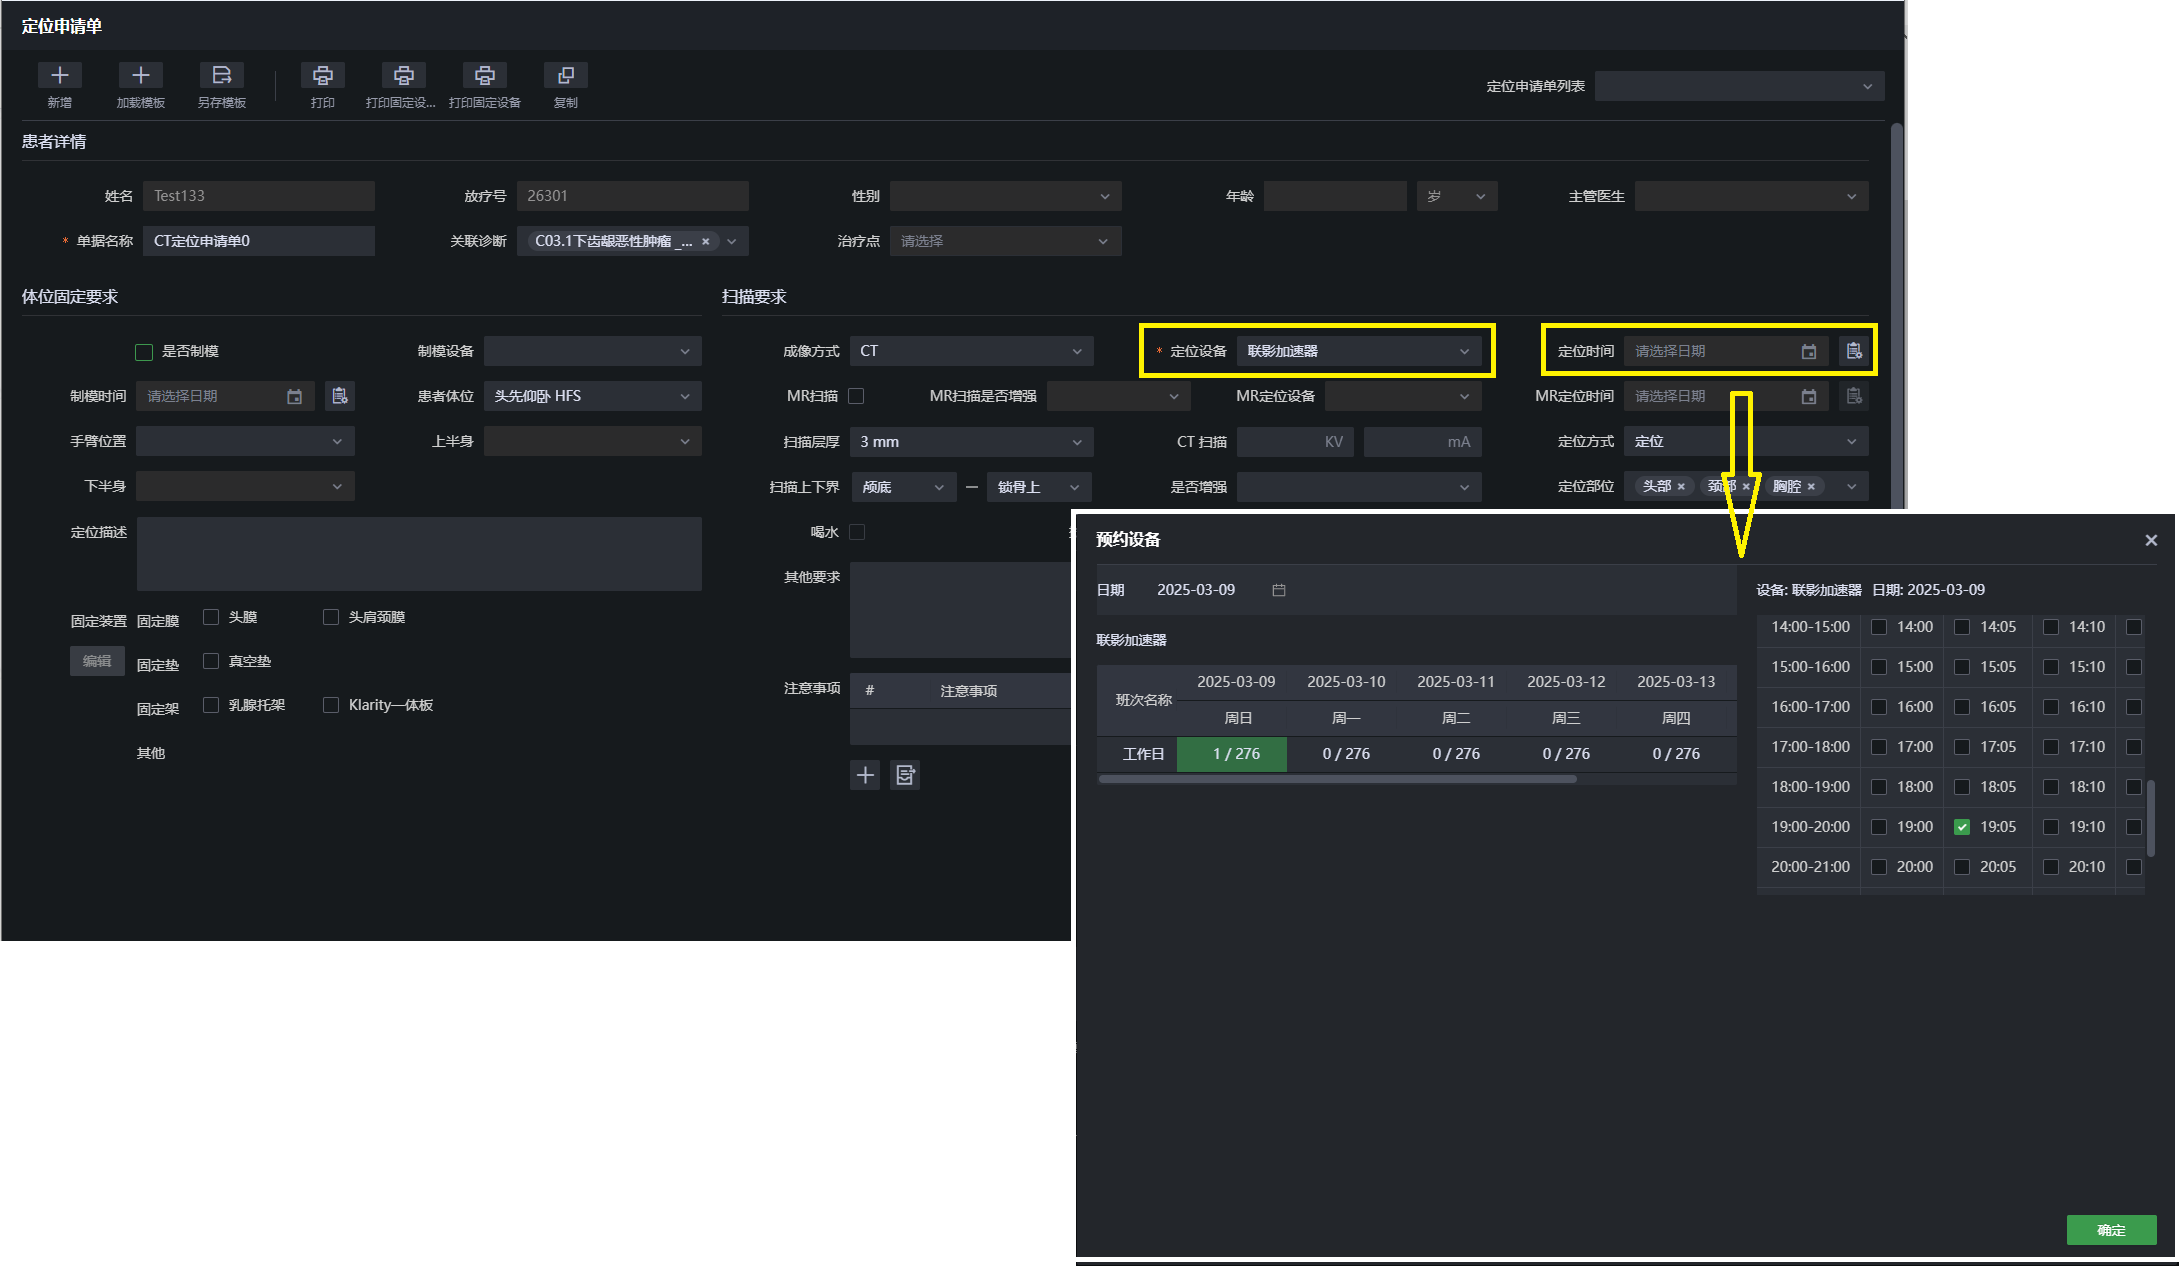 定位申请单
新增 加载模板 另存模板 打印 打印固定设... 打印固定设备 复制 定位申请单列表
患者详情
姓名 Test133 放疗号 26301 性别 年龄 岁 主管医生
* 单据名称 CT定位申请单0 关联诊断 C03.1下齿龈恶性肿瘤 _... × 治疗点 请选择
体位固定要求 扫描要求
是否制模 制模设备 成像方式 CT * 定位设备 联影加速器 定位时间 请选择日期
制模时间 请选择日期 患者体位 头先仰卧 HFS MR扫描 MR扫描是否增强 MR定位设备 MR定位时间 请选择日期
手臂位置 上半身 扫描层厚 3 mm CT 扫描 KV mA 定位方式 定位
下半身 扫描上下界 颅底 — 锁骨上 是否增强 定位部位 头部 × 颈部 × 胸腔 ×
定位描述 喝水
其他要求
固定装置 固定膜 头膜 头肩颈膜
编辑 固定垫 真空垫
注意事项 # 注意事项
固定架 乳腺托架 Klarity—体板
其他
预约设备
日期 2025-03-09
联影加速器
班次名称 2025-03-09 2025-03-10 2025-03-11 2025-03-12 2025-03-13
周日 周一 周二 周三 周四
工作日 1 / 276 0 / 276 0 / 276 0 / 276 0 / 276
设备: 联影加速器 日期: 2025-03-09
14:00-15:00 14:00 14:05 14:10
15:00-16:00 15:00 15:05 15:10
16:00-17:00 16:00 16:05 16:10
17:00-18:00 17:00 17:05 17:10
18:00-19:00 18:00 18:05 18:10
19:00-20:00 19:00 19:05 19:10
20:00-21:00 20:00 20:05 20:10
确定